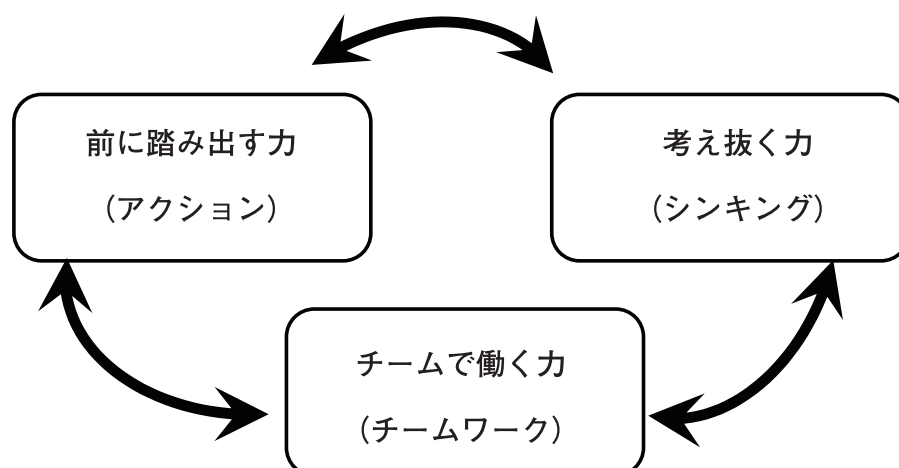 前に踏み出す力
（アクション）
考え抜く力
（シンキング）
チームで働く力
（チームワーク）